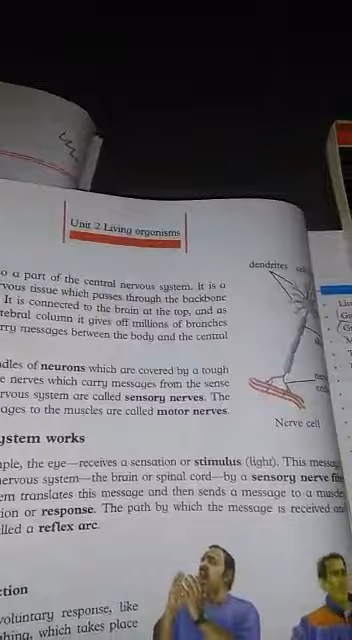 Unit 2 Living organisms
o a part of the central nervous system. It is a
vous tissue which passes through the backbone
It is connected to the brain at the top, and as
tebral column it gives off millions of branches
rry messages between the body and the central
dles of neurons which are covered by a tough
e nerves which carry messages from the sense
rvous system are called sensory nerves. The
ages to the muscles are called motor nerves.
dendrites
Nerve cell
ystem works
ple, the eye—receives a sensation or stimulus (light). This message
nervous system—the brain or spinal cord—by a sensory nerve
em translates this message and then sends a message to a muscle
ion or response. The path by which the message is received
lled a reflex arc.
ction
voluntary response, like
hing, which takes place